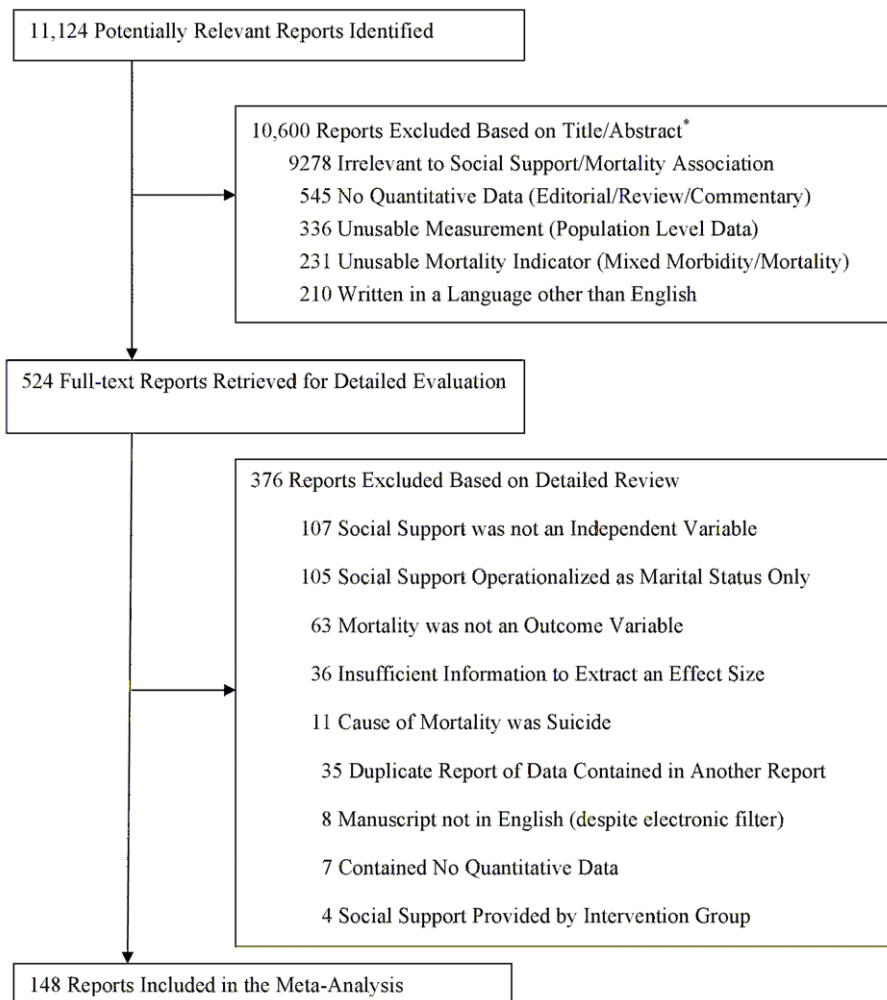 11,124 Potentially Relevant Reports Identified
10,600 Reports Excluded Based on Title/Abstract*
9278 Irrelevant to Social Support/Mortality Association
545 No Quantitative Data (Editorial/Review/Commentary)
336 Unusable Measurement (Population Level Data)
231 Unusable Mortality Indicator (Mixed Morbidity/Mortality)
210 Written in a Language other than English
524 Full-text Reports Retrieved for Detailed Evaluation
376 Reports Excluded Based on Detailed Review
107 Social Support was not an Independent Variable
105 Social Support Operationalized as Marital Status Only
63 Mortality was not an Outcome Variable
36 Insufficient Information to Extract an Effect Size
11 Cause of Mortality was Suicide
35 Duplicate Report of Data Contained in Another Report
8 Manuscript not in English (despite electronic filter)
7 Contained No Quantitative Data
4 Social Support Provided by Intervention Group
148 Reports Included in the Meta-Analysis